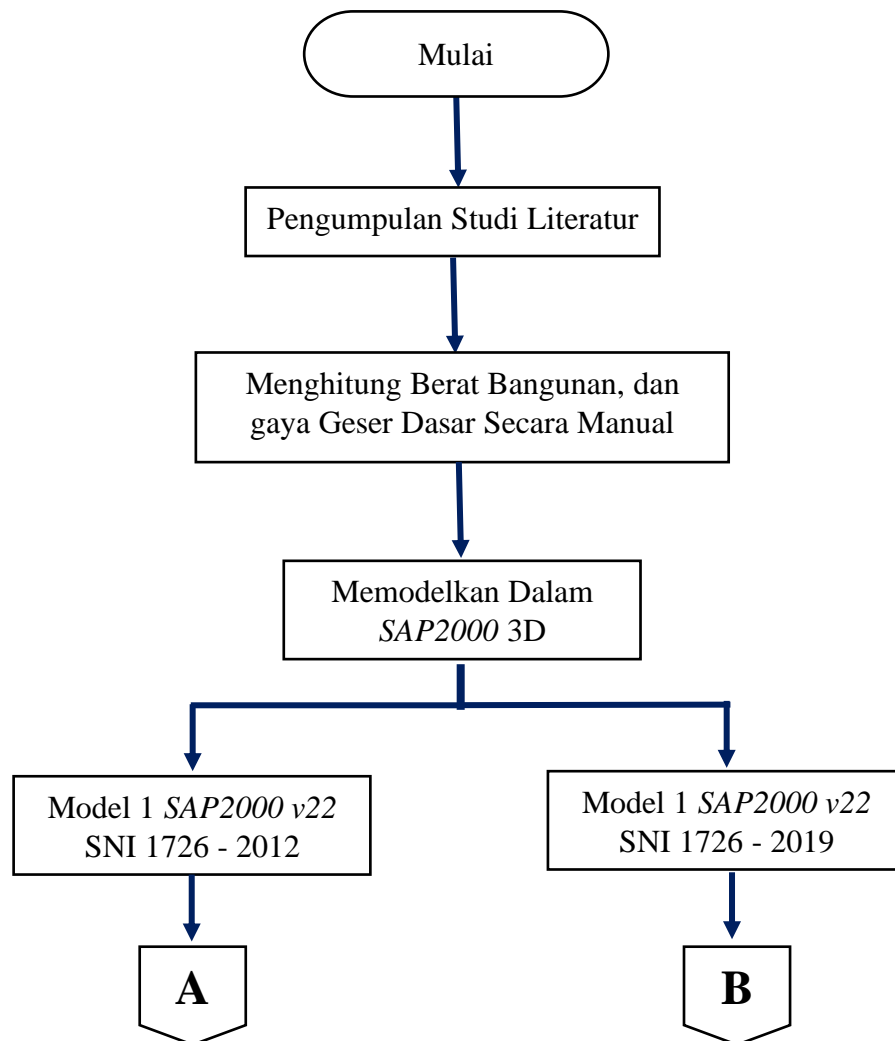 Mulai
Pengumpulan Studi Literatur
Menghitung Berat Bangunan, dan
gaya Geser Dasar Secara Manual
Memodelkan Dalam
SAP2000 3D
Model 1 SAP2000 v22
SNI 1726 - 2012
Model 1 SAP2000 v22
SNI 1726 - 2019
A
B